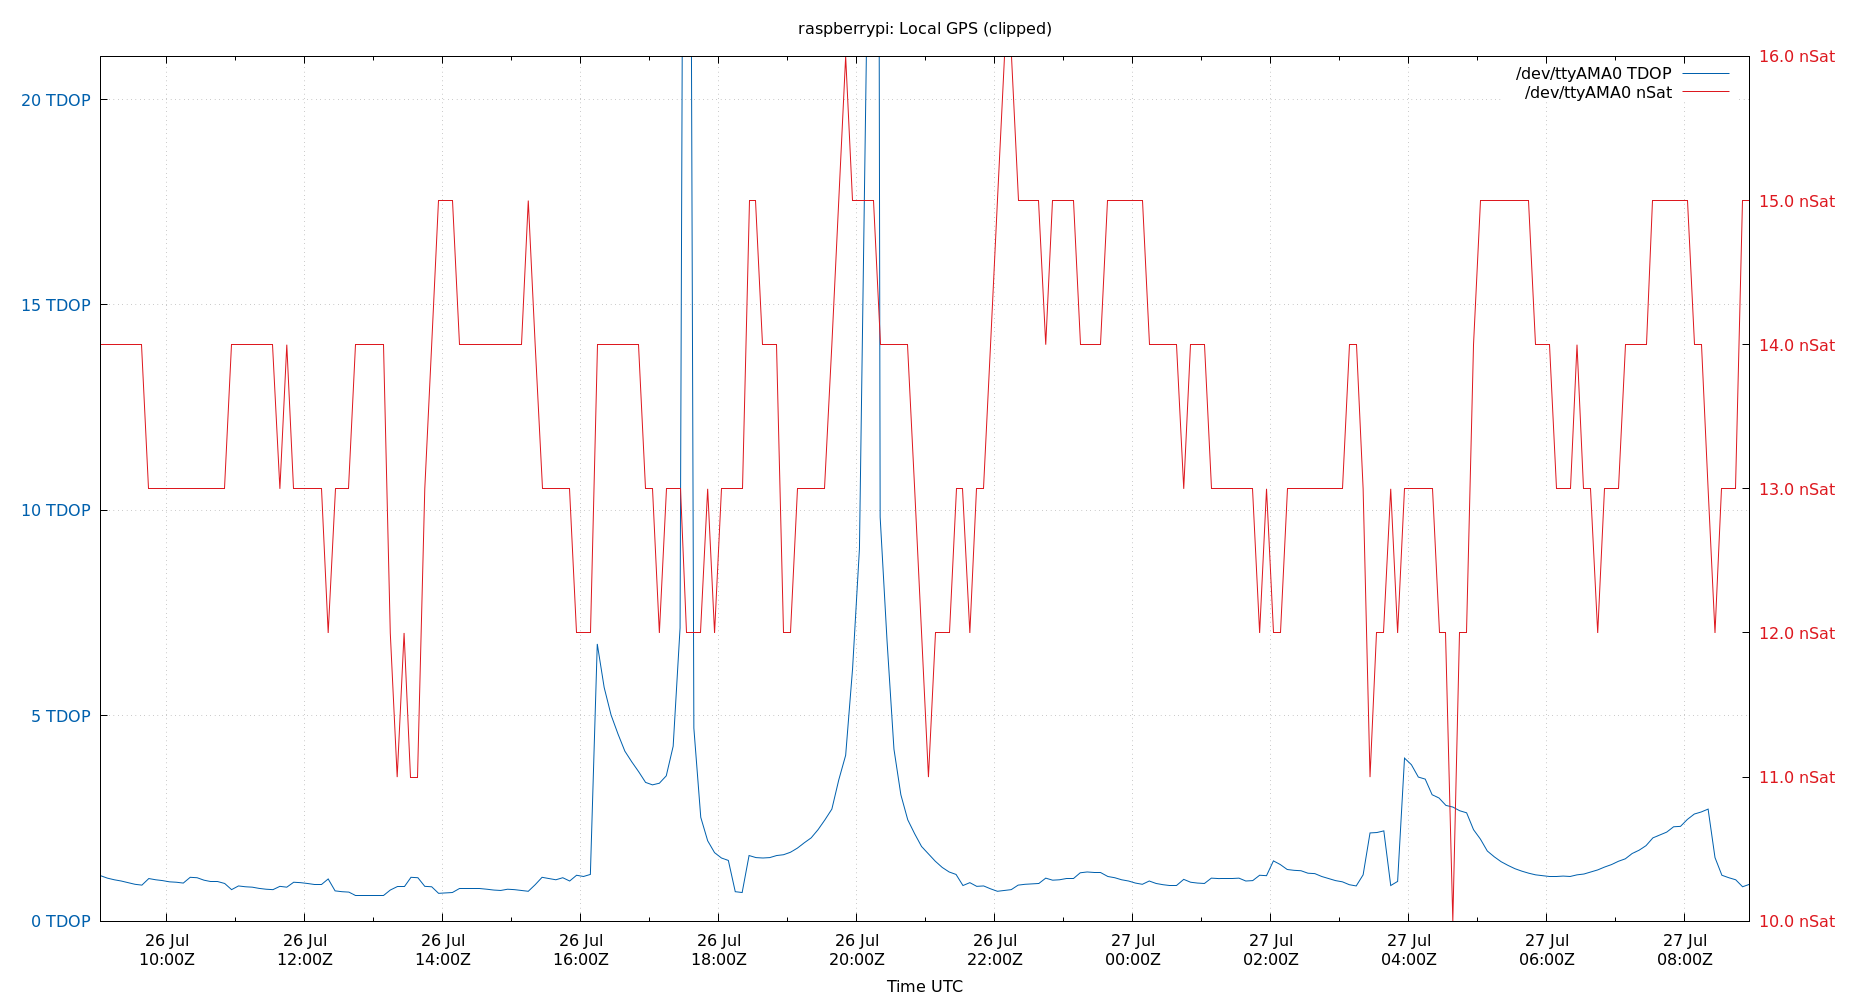 raspberrypi: Local GPS (clipped)
/dev/ttyAMA0 TDOP
/dev/ttyAMA0 nSat
20 TDOP
15 TDOP
10 TDOP
5 TDOP
0 TDOP
16.0 nSat
15.0 nSat
14.0 nSat
13.0 nSat
12.0 nSat
11.0 nSat
10.0 nSat
26 Jul 26 Jul 26 Jul 26 Jul 26 Jul 26 Jul 26 Jul 27 Jul 27 Jul 27 Jul 27 Jul 27 Jul
10:00Z 12:00Z 14:00Z 16:00Z 18:00Z 20:00Z 22:00Z 00:00Z 02:00Z 04:00Z 06:00Z 08:00Z
Time UTC